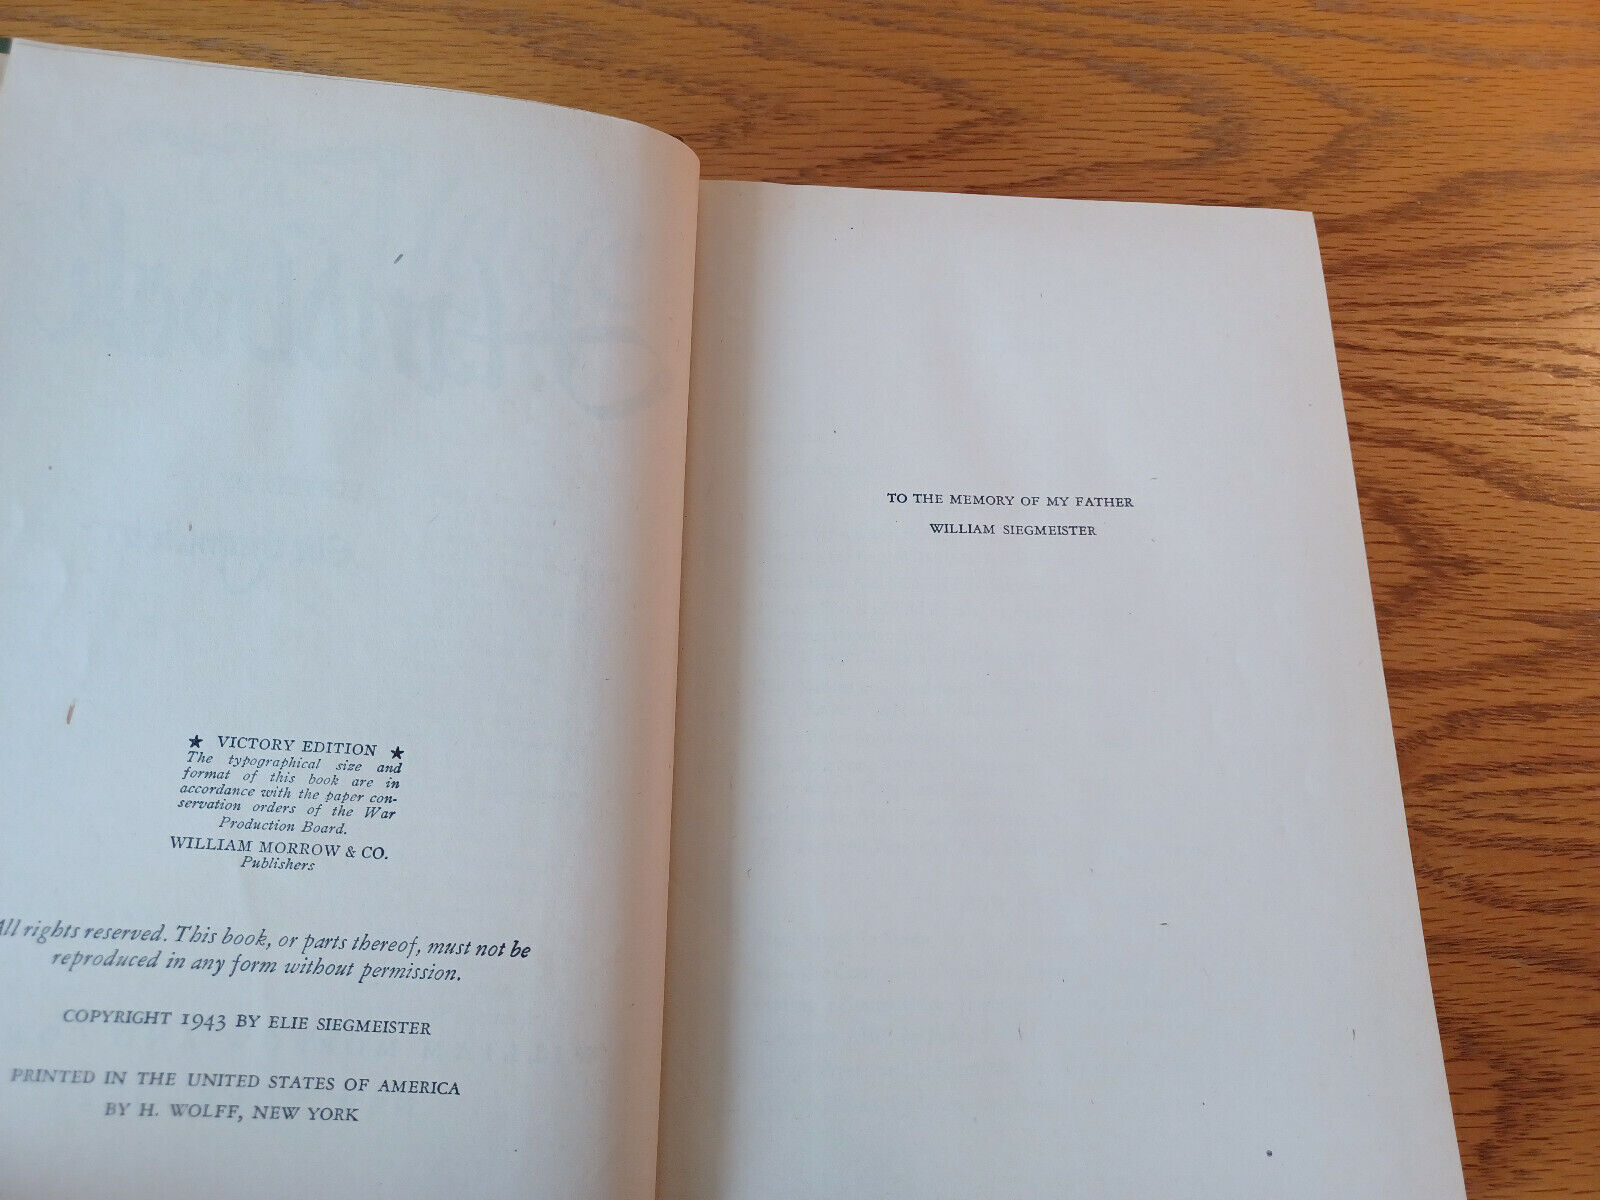 ★ VICTORY EDITION ★
The typographical size and
format of this book are in
accordance with the paper con-
servation orders of the War
Production Board.
WILLIAM MORROW & CO.
Publishers
All rights reserved. This book, or parts thereof, must not be
reproduced in any form without permission.
COPYRIGHT 1943 BY ELIE SIEGMEISTER
PRINTED IN THE UNITED STATES OF AMERICA
BY H. WOLFF, NEW YORK
TO THE MEMORY OF MY FATHER
WILLIAM SIEGMEISTER